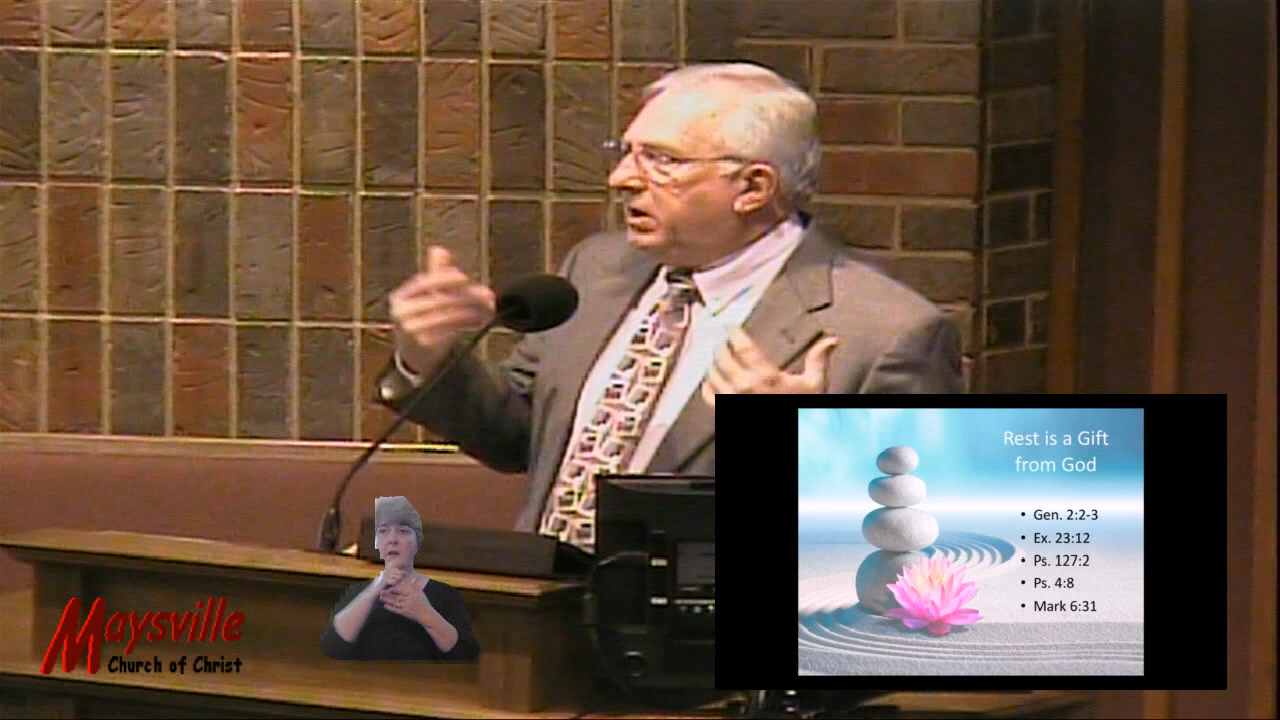 Rest is a Gift
from God
• Gen. 2:2-3
• Ex. 23:12
• Ps. 127:2
• Ps. 4:8
• Mark 6:31
Maysville
Church of Christ